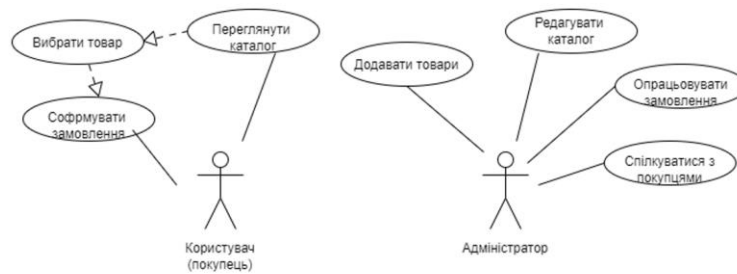 Вибрати товар
Переглянути
каталог
Софрмувати
замовлення
Користувач
(покупець)
Додавати товари
Редагувати
каталог
Опрацьовувати
замовлення
Спілкуватися з
покупцями
Адміністратор